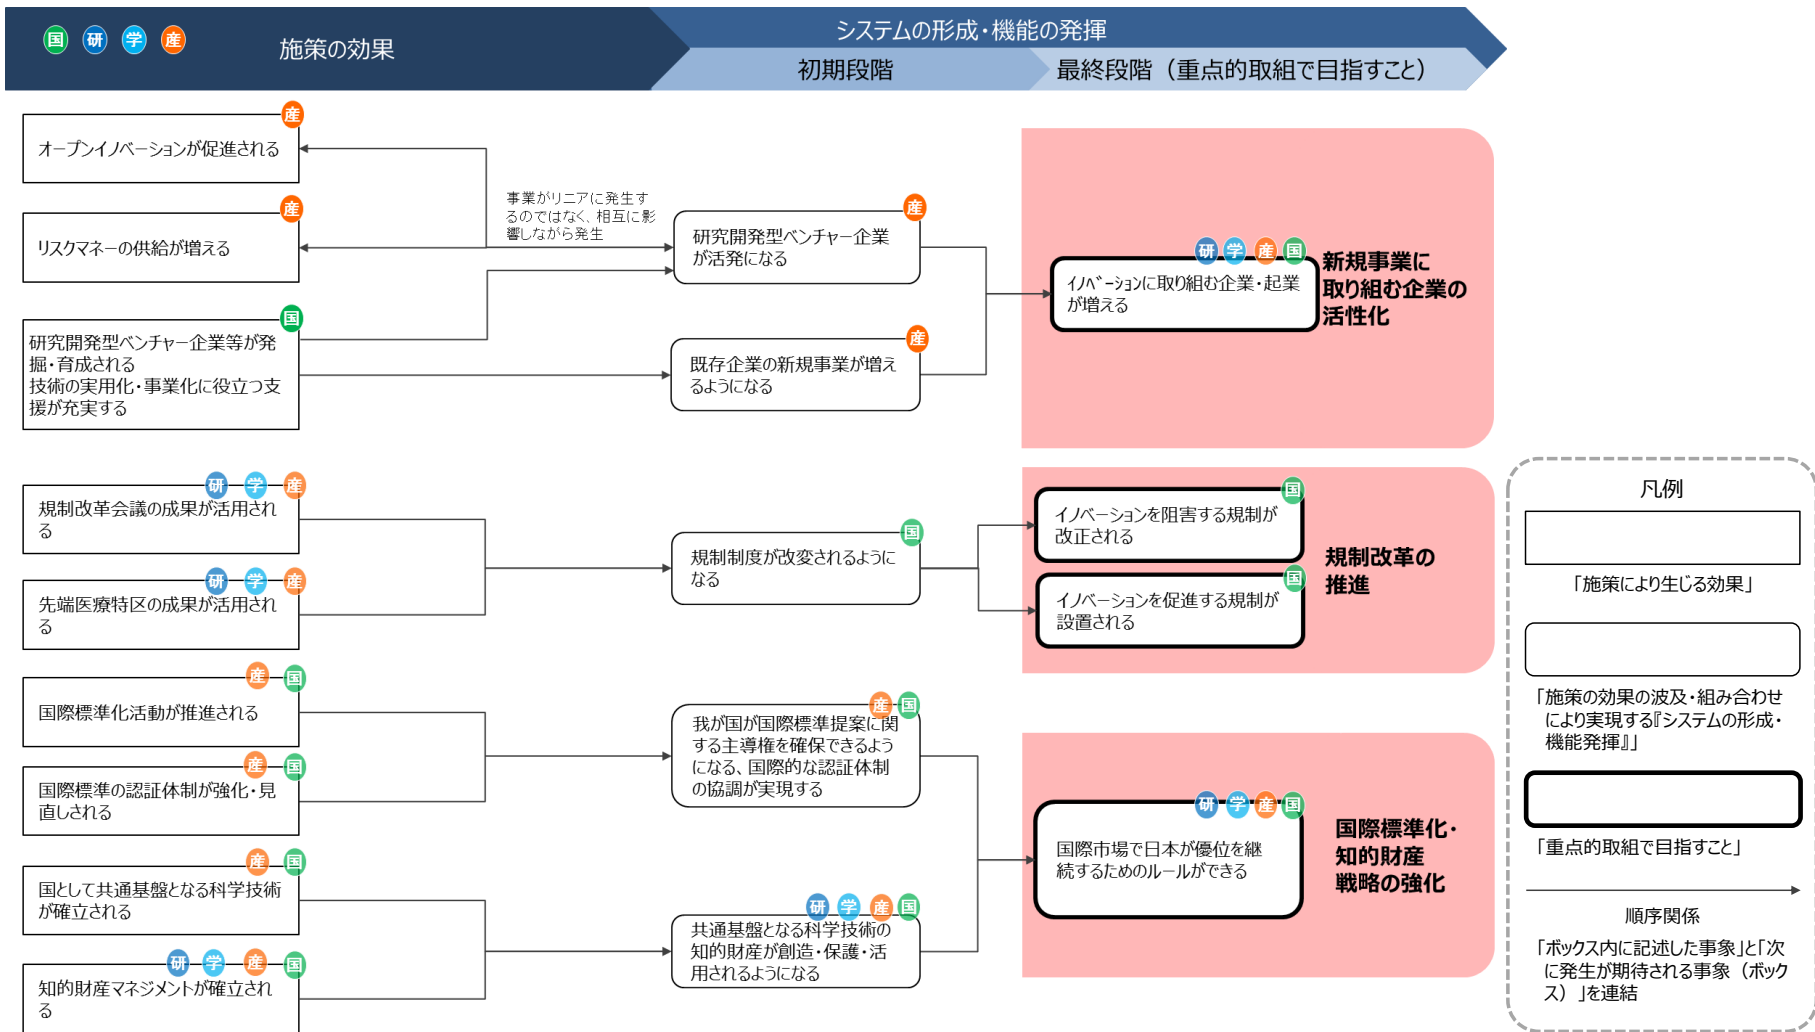 国 研 学 産
施策の効果
システムの形成・機能の発揮
初期段階
最終段階（重点的取組で目指すこと）
産
オープンイノベーションが促進される
産
リスクマネーの供給が増える
国
研究開発型ベンチャー企業等が発
掘・育成される
技術の実用化・事業化に役立つ支
援が充実する
事業がリニアに発生す
るのではなく、相互に影
響しながら発生
産
研究開発型ベンチャー企業
が活発になる
産
既存企業の新規事業が増え
るようになる
研 学 産 国
イノベーションに取り組む企業・起業
が増える
新規事業に
取り組む企業の
活性化
研 学 産
規制改革会議の成果が活用され
る
研 学 産
先端医療特区の成果が活用され
る
国
規制制度が改変されるように
なる
国
イノベーションを阻害する規制が
改正される
国
イノベーションを促進する規制が
設置される
規制改革の
推進
産 国
国際標準化活動が推進される
産 国
国際標準の認証体制が強化・見
直しされる
産 国
国として共通基盤となる科学技術
が確立される
研 学 産 国
知的財産マネジメントが確立され
る
産 国
我が国が国際標準提案に関
する主導権を確保できるよう
になる、国際的な認証体制
の協調が実現する
研 学 産 国
共通基盤となる科学技術の
知的財産が創造・保護・活
用されるようになる
研 学 産 国
国際市場で日本が優位を継
続するためのルールができる
国際標準化・
知的財産
戦略の強化
凡例
「施策により生じる効果」
「施策の効果の波及・組み合わせ
により実現する『システムの形成・
機能発揮』」
「重点的取組で目指すこと」
順序関係
「ボックス内に記述した事象」と「次
に発生が期待される事象（ボック
ス）」を連結